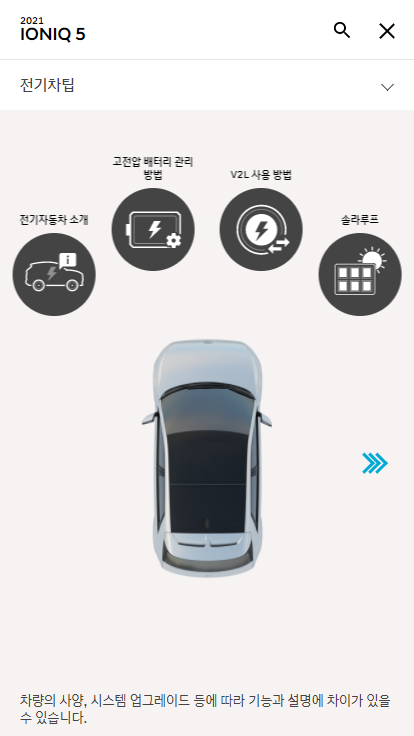 2021
IONIQ 5
전기차팁
고전압 배터리 관리
방법
V2L 사용 방법
전기자동차 소개
솔라루프
차량의 사양, 시스템 업그레이드 등에 따라 기능과 설명에 차이가 있을
수 있습니다.